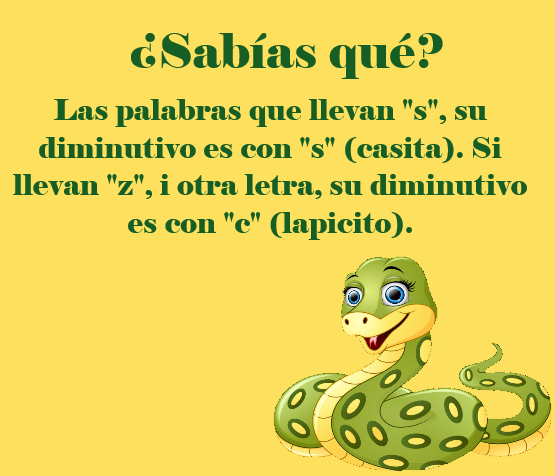 ¿Sabías qué?
Las palabras que llevan "s", su
diminutivo es con "s" (casita). Si
llevan "z", i otra letra, su diminutivo
es con "c" (lapicito).